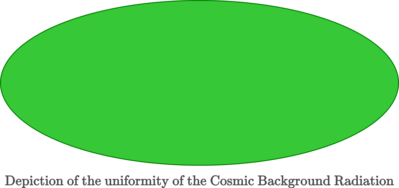 Depiction of the uniformity of the Cosmic Background Radiation